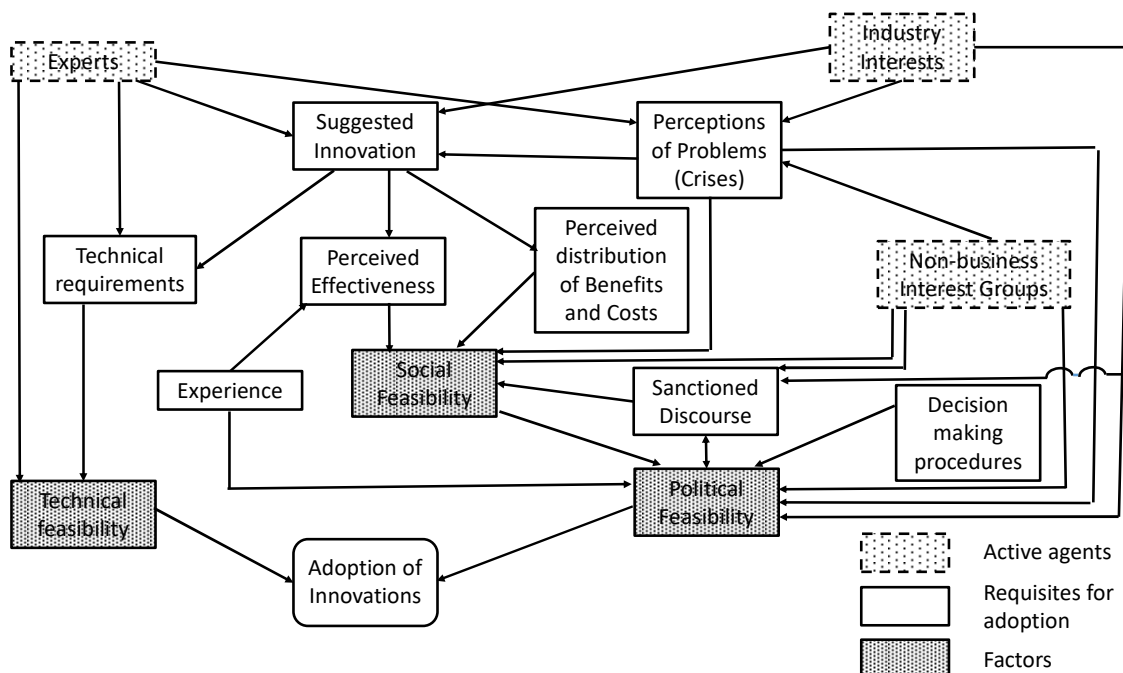 Experts
Industry
Interests
Suggested
Innovation
Perceptions
of Problems
(Crises)
Technical
requirements
Perceived
Effectiveness
Perceived
distribution
of Benefits
and Costs
Non-business
Interest Groups
Experience
Social
Feasibility
Sanctioned
Discourse
Decision
making
procedures
Technical
feasibility
Political
Feasibility
Adoption of
Innovations
Active agents
Requisites for
adoption
Factors